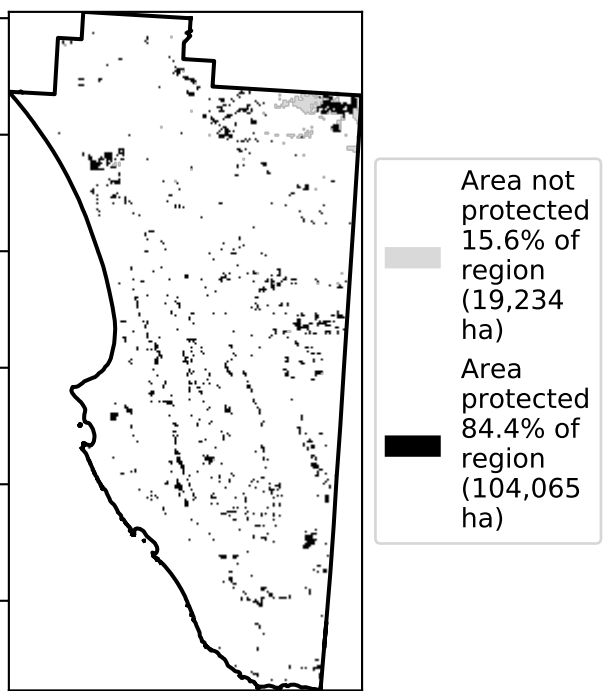 Area not
protected
15.6% of
region
(19,234
ha)
Area
protected
84.4% of
region
(104,065
ha)